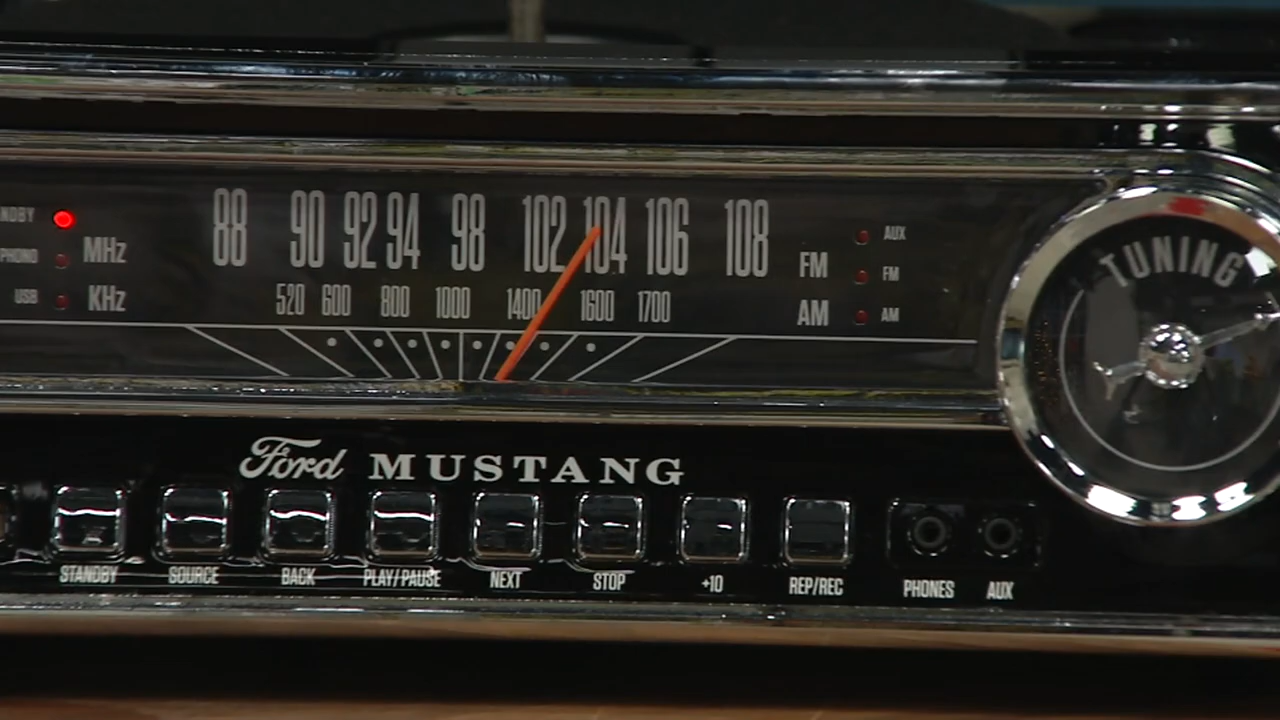 NDBY
PHONO
USB
MHz
KHz
88 90 92 94 98 102 104 106 108
520 600 800 1000 1400 1600 1700
FM
AM
AUX
FM
AM
TUNING
Ford MUSTANG
STANDBY SOURCE BACK PLAY/PAUSE NEXT STOP +10 REP/REC PHONES AUX